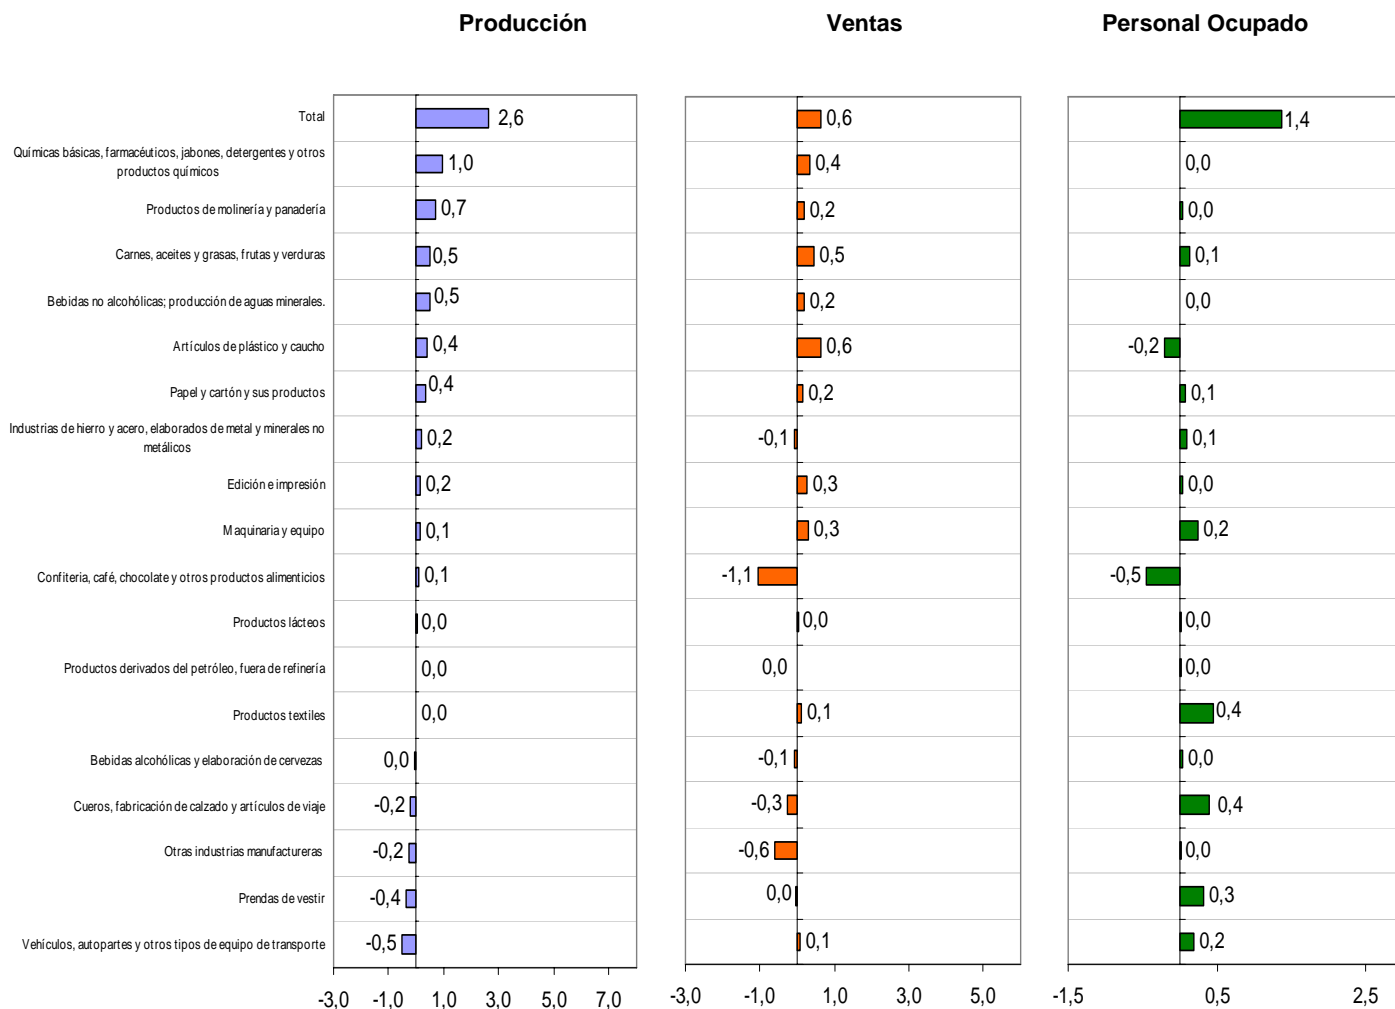 Producción Ventas Personal Ocupado
Total 2,6 0,6 1,4
Químicas básicas, farmacéuticos, jabones, detergentes y otros
productos químicos 1,0 0,4 0,0
Productos de molinería y panadería 0,7 0,2 0,0
Carnes, aceites y grasas, frutas y verduras 0,5 0,5 0,1
Bebidas no alcohólicas; producción de aguas minerales. 0,5 0,2 0,0
Artículos de plástico y caucho 0,4 0,6 -0,2
Papel y cartón y sus productos 0,4 0,2 0,1
Industrias de hierro y acero, elaborados de metal y minerales no
metálicos 0,2 -0,1 0,1
Edición e impresión 0,2 0,3 0,0
Maquinaria y equipo 0,1 0,3 0,2
Confiteria, café, chocolate y otros productos alimenticios 0,1 -1,1 -0,5
Productos lácteos 0,0 0,0 0,0
Productos derivados del petróleo, fuera de refinería 0,0 0,0 0,0
Productos textiles 0,0 0,1 0,4
Bebidas alcohólicas y elaboración de cervezas 0,0 -0,1 0,0
Cueros, fabricación de calzado y artículos de viaje -0,2 -0,3 0,4
Otras industrias manufactureras -0,2 -0,6 0,0
Prendas de vestir -0,4 0,0 0,3
Vehículos, autopartes y otros tipos de equipo de transporte -0,5 0,1 0,2
-3,0 -1,0 1,0 3,0 5,0 7,0 -3,0 -1,0 1,0 3,0 5,0 -1,5 0,5 2,5